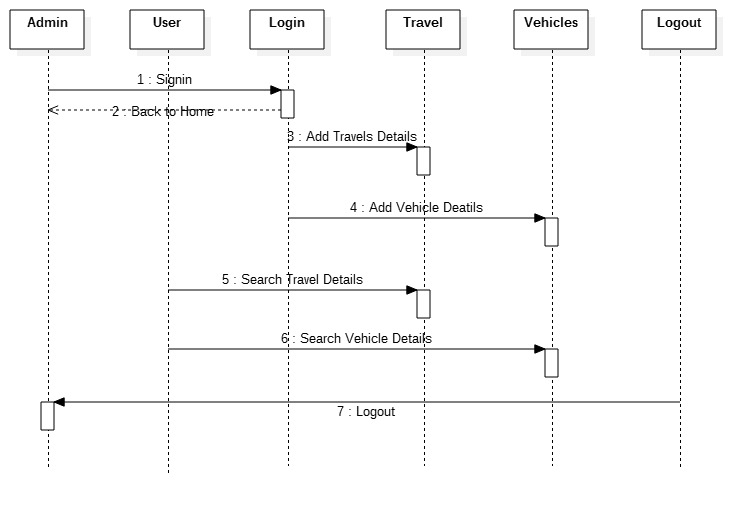 Admin
User
Login
Travel
Vehicles
Logout
1 : Signin
2 : Back to Home
3 : Add Travels Details
4 : Add Vehicle Deatils
5 : Search Travel Details
6 : Search Vehicle Details
7 : Logout